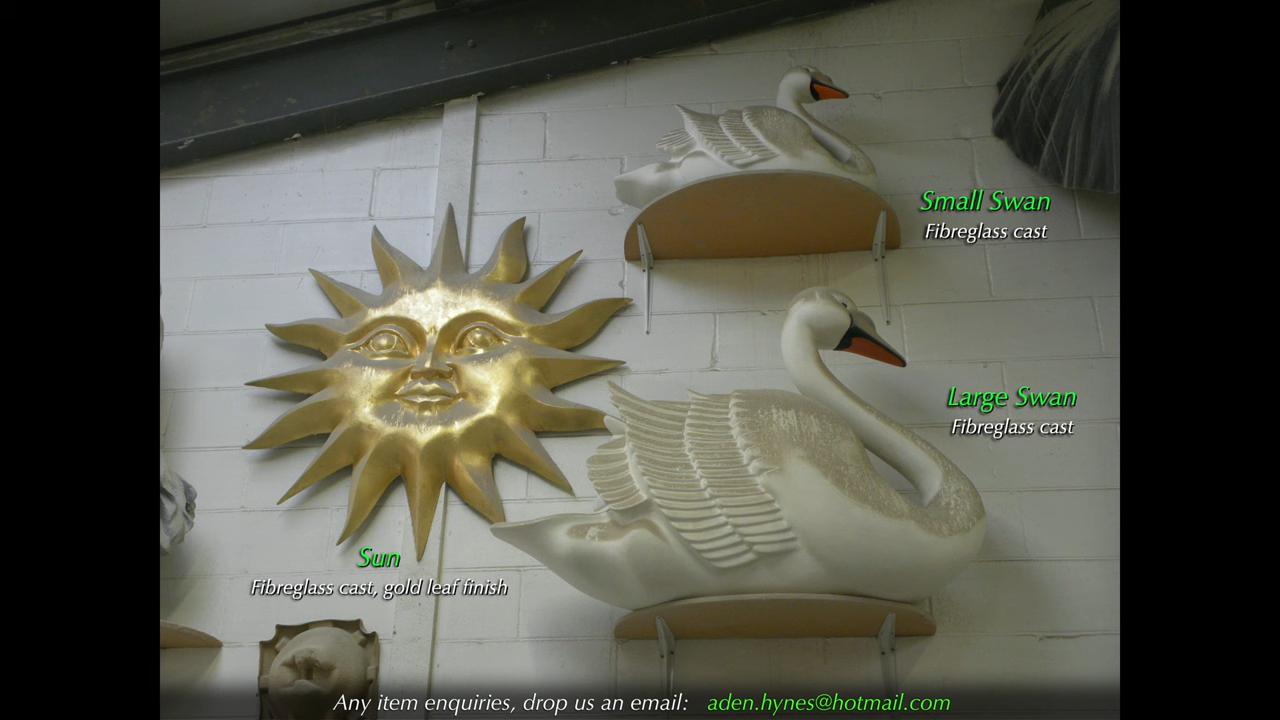 Small Swan
Fibreglass cast
Large Swan
Fibreglass cast
Sun
Fibreglass cast, gold leaf finish
Any item enquiries, drop us an email: aden.hynes@hotmail.com